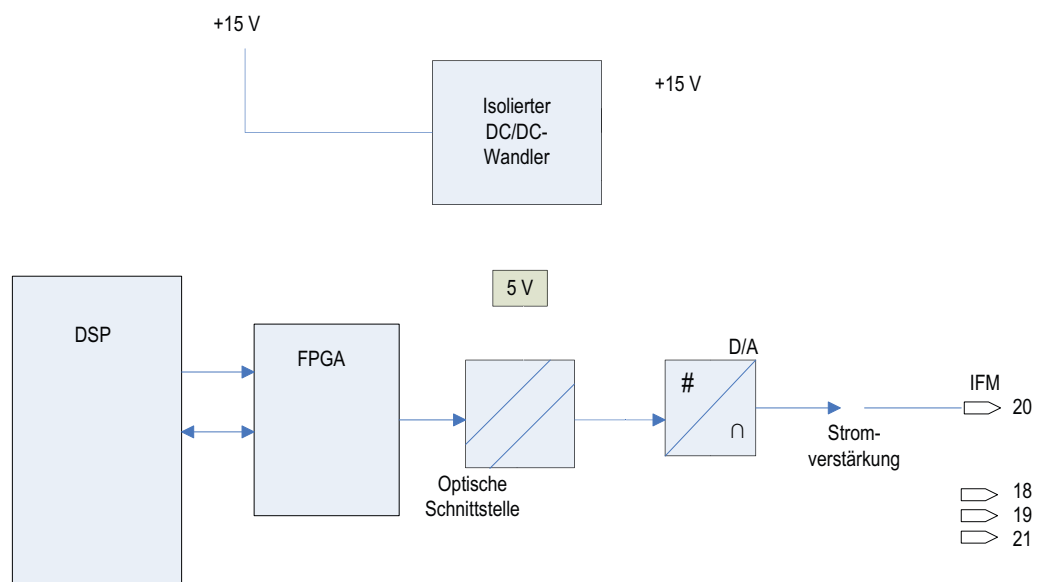 +15 V
+15 V
Isolierter
DC/DC-
Wandler
5 V
DSP
FPGA
D/A
#
∩
IFM
20
Strom-
verstärkung
Optische
Schnittstelle
18
19
21